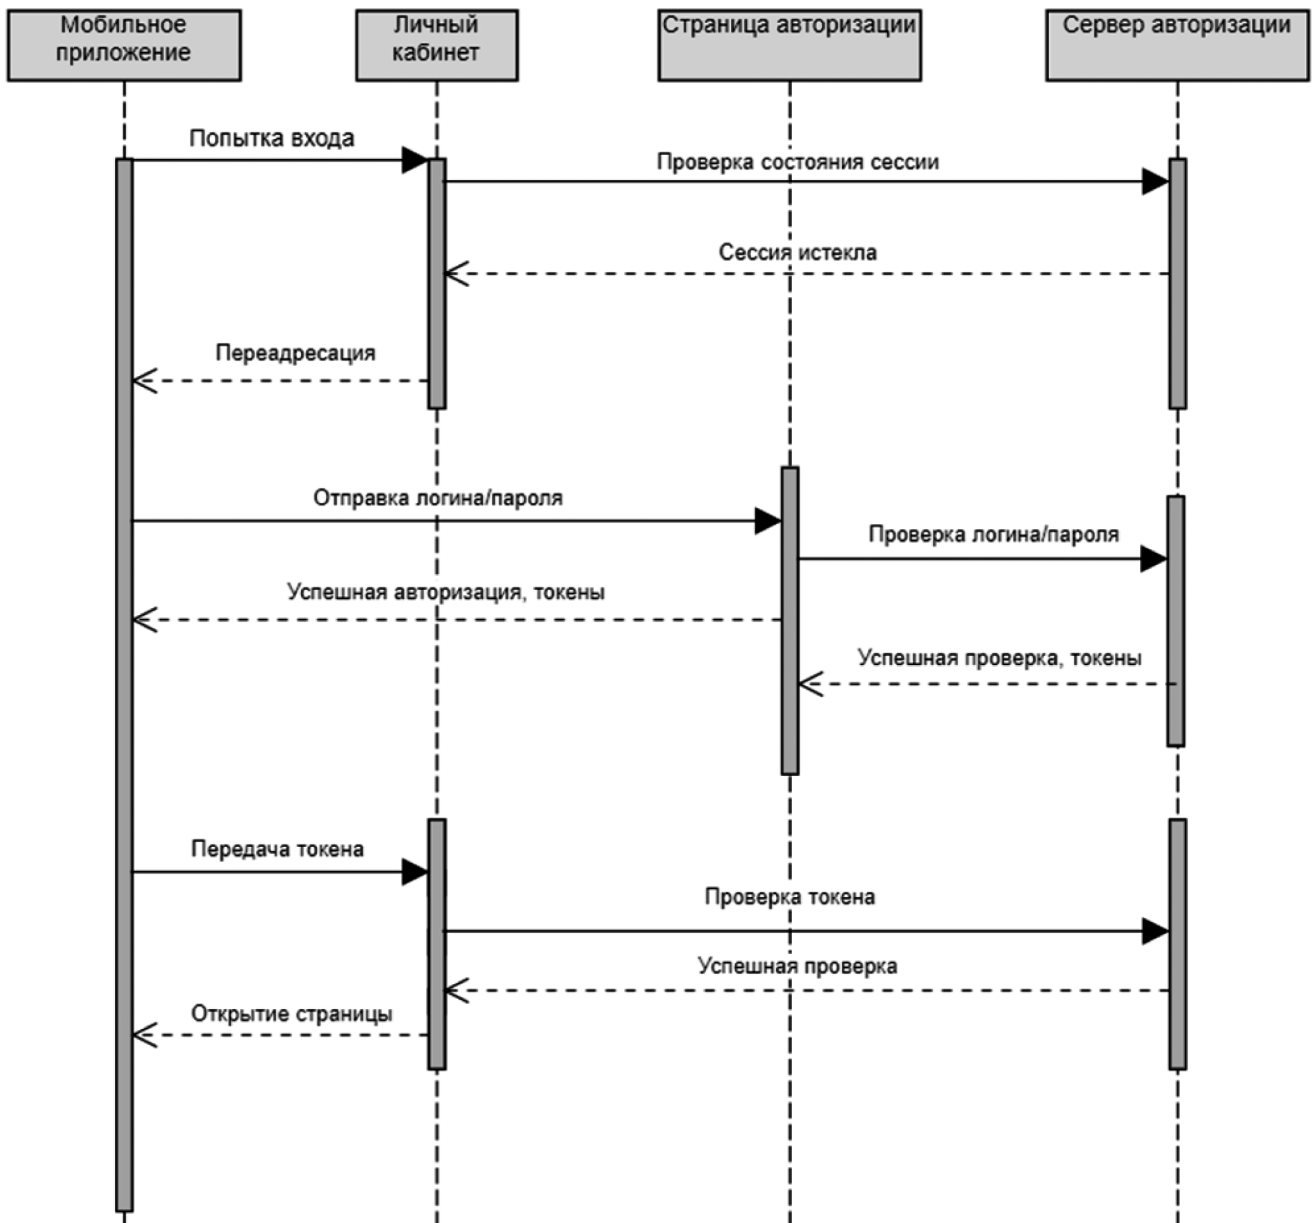 Мобильное
приложение
Личный
кабинет
Страница авторизации
Сервер авторизации
Попытка входа
Проверка состояния сессии
Сессия истекла
Переадресация
Отправка логина/пароля
Проверка логина/пароля
Успешная авторизация, токены
Успешная проверка, токены
Передача токена
Проверка токена
Успешная проверка
Открытие страницы